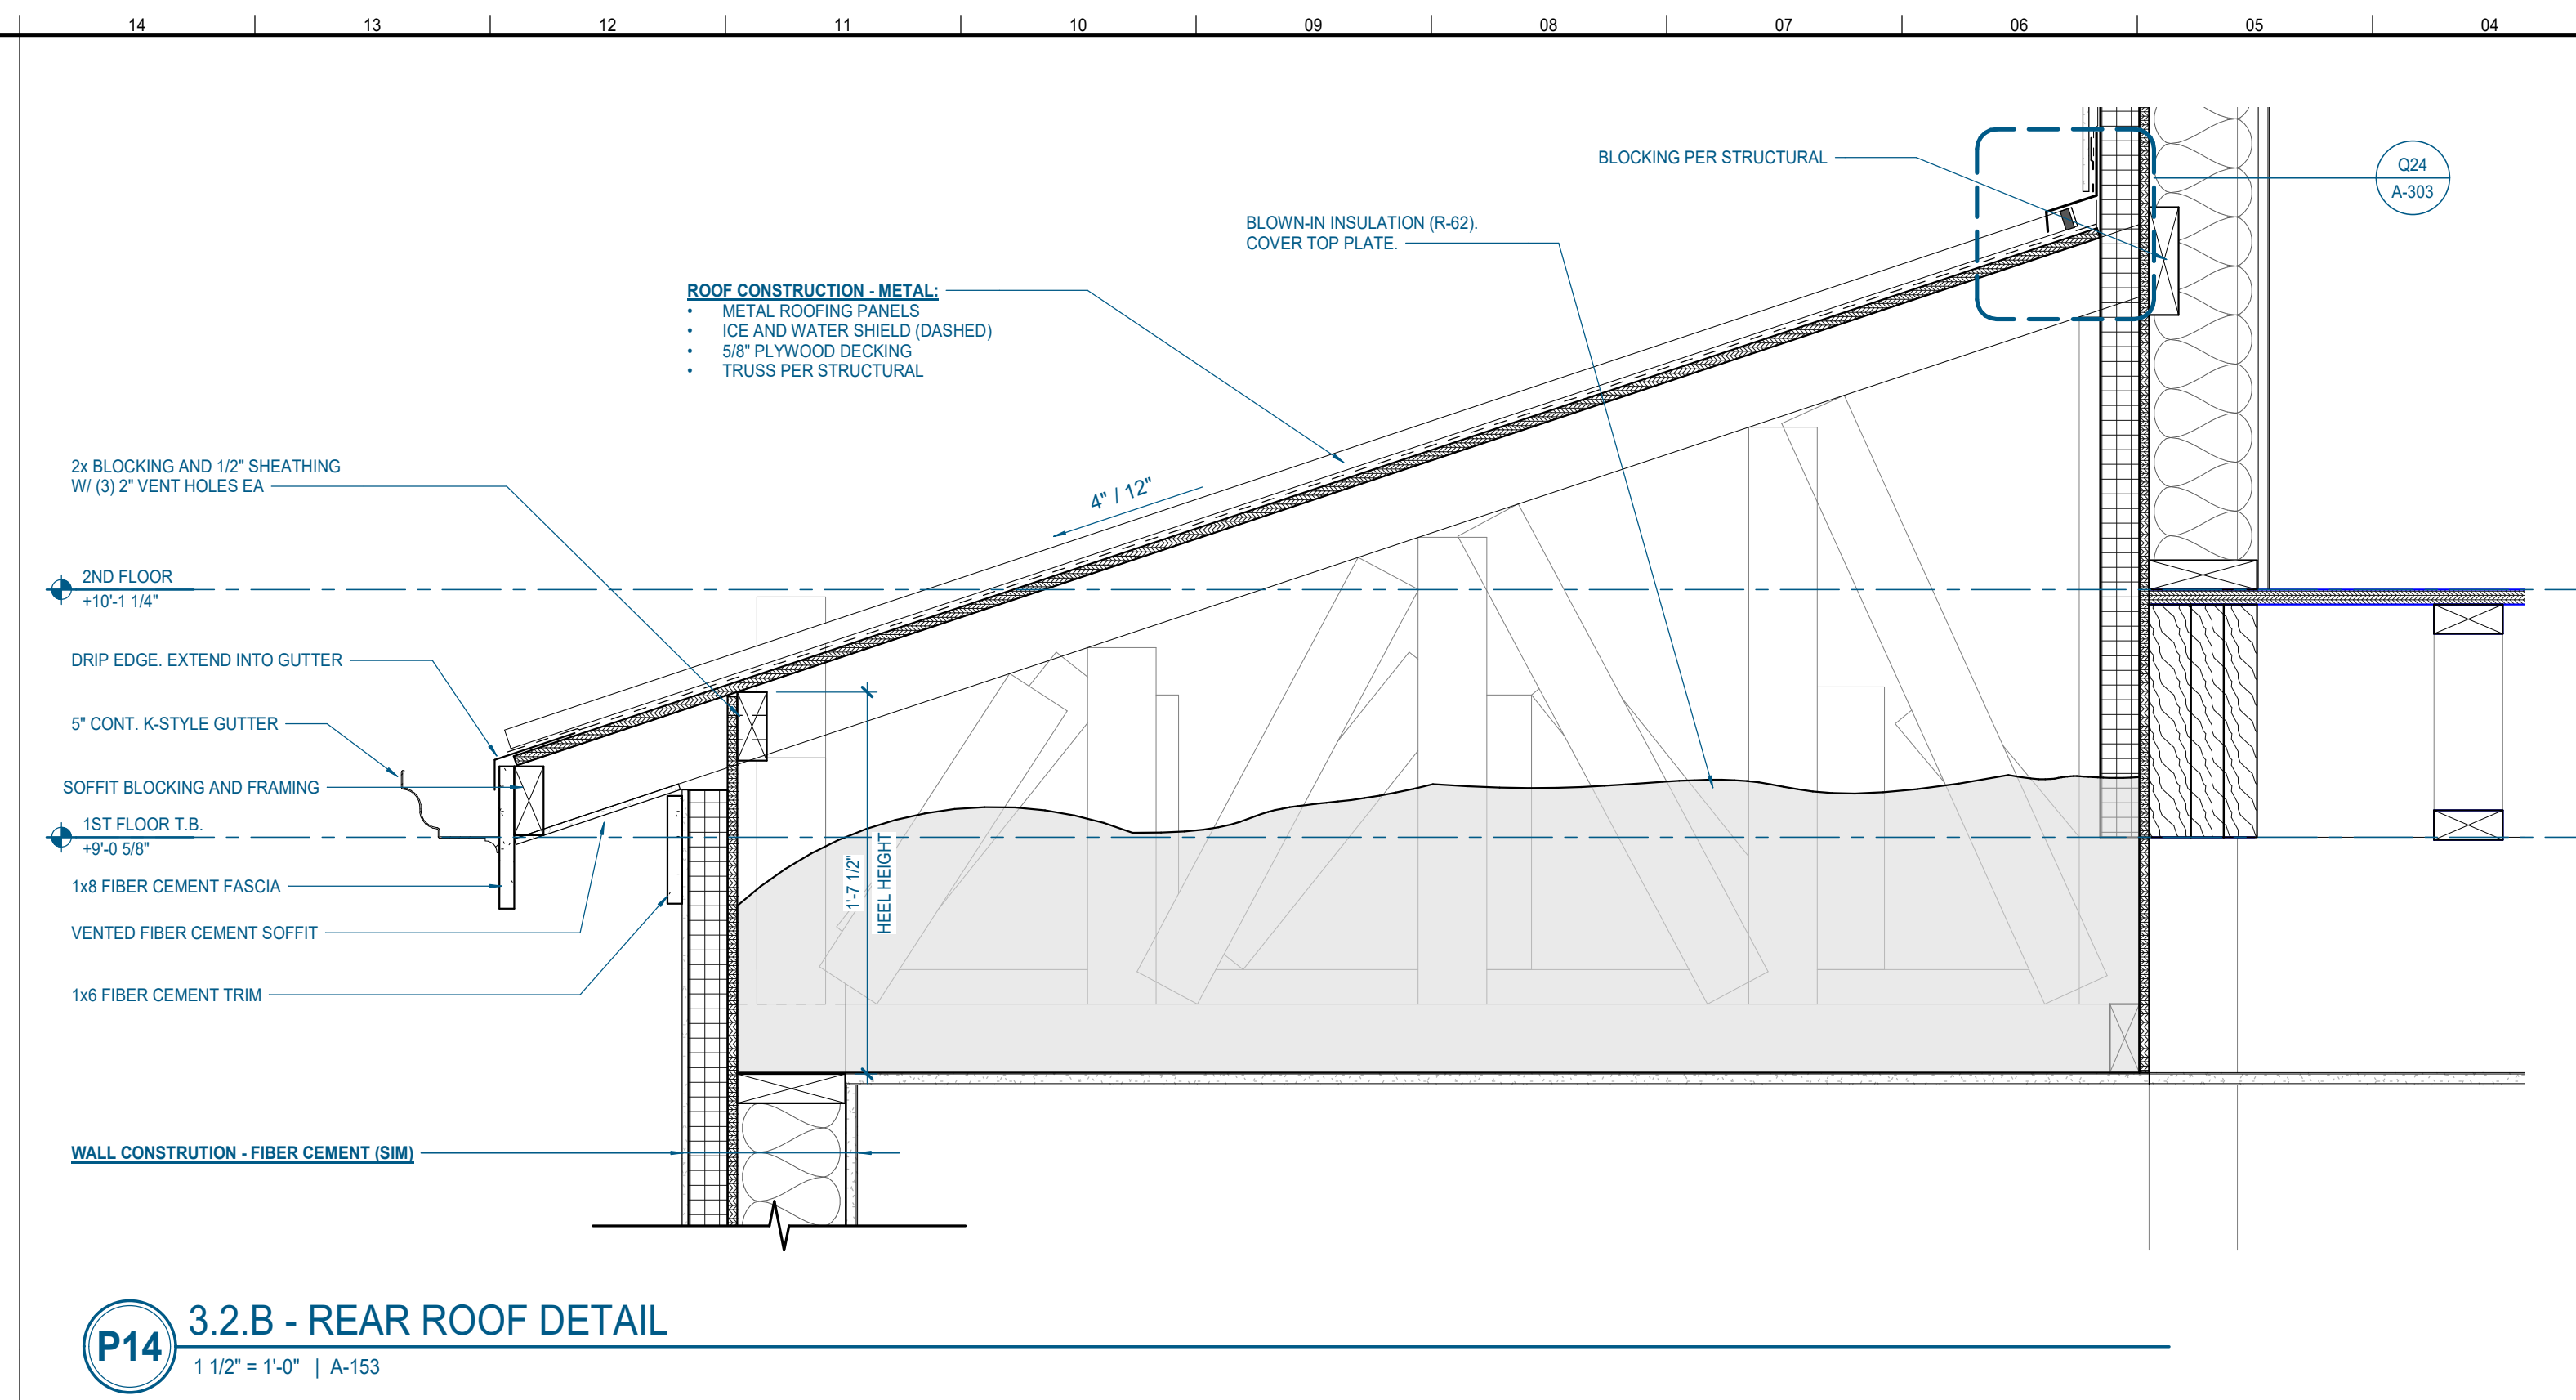 14 13 12 11 10 09 08 07 06 05 04
BLOCKING PER STRUCTURAL
Q24
A-303
BLOWN-IN INSULATION (R-62).
COVER TOP PLATE.
ROOF CONSTRUCTION - METAL:
• METAL ROOFING PANELS
• ICE AND WATER SHIELD (DASHED)
• 5/8" PLYWOOD DECKING
• TRUSS PER STRUCTURAL
2x BLOCKING AND 1/2" SHEATHING
W/ (3) 2" VENT HOLES EA
4" / 12"
2ND FLOOR
+10'-1 1/4"
DRIP EDGE. EXTEND INTO GUTTER
5" CONT. K-STYLE GUTTER
SOFFIT BLOCKING AND FRAMING
1ST FLOOR T.B.
+9'-0 5/8"
1x8 FIBER CEMENT FASCIA
1'-7 1/2"
HEEL HEIGHT
VENTED FIBER CEMENT SOFFIT
1x6 FIBER CEMENT TRIM
WALL CONSTRUTION - FIBER CEMENT (SIM)
P14
3.2.B - REAR ROOF DETAIL
1 1/2" = 1'-0" | A-153